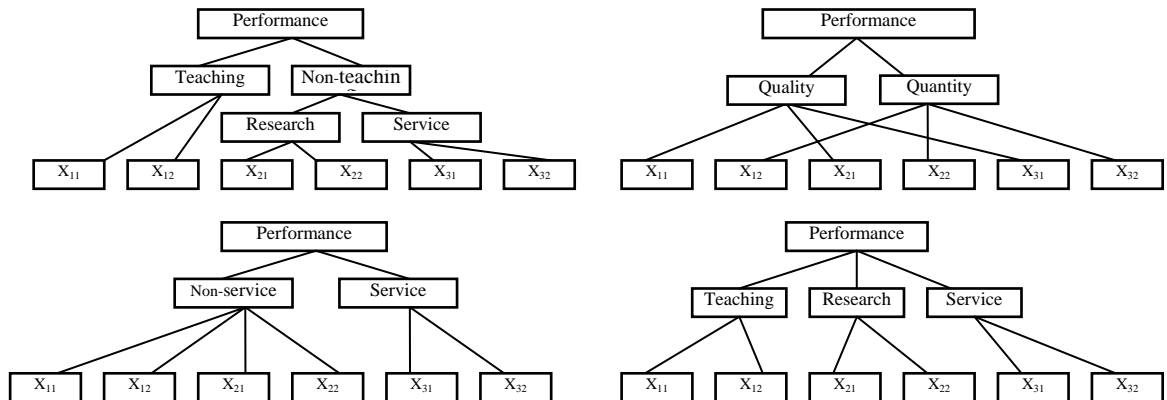 Performance
Teaching
Non-teachin
Research
Service
X11
X12
X21
X22
X31
X32
Performance
Quality
Quantity
X11
X12
X21
X22
X31
X32
Performance
Non-service
Service
X11
X12
X21
X22
X31
X32
Performance
Teaching
Research
Service
X11
X12
X21
X22
X31
X32